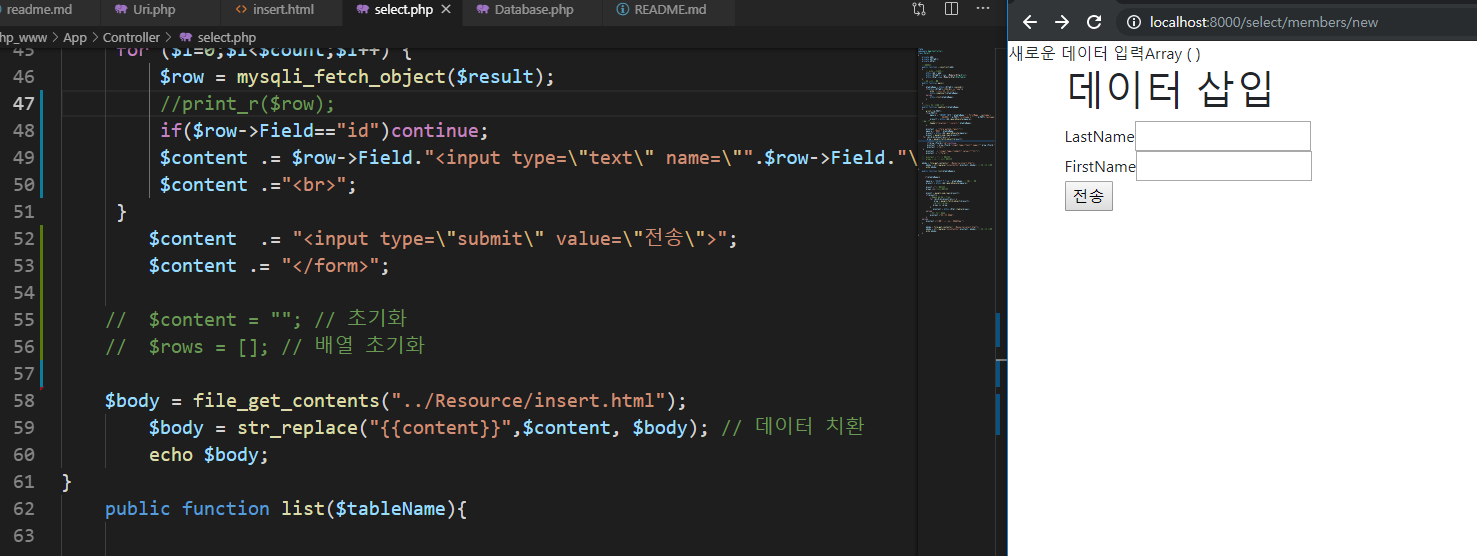 readme.md
Uri.php
insert.html
select.php
Database.php
README.md
hp_www > App > Controller > select.php
45 for ($i=0;$i<$count;$i++) {
46 $row = mysqli_fetch_object($result);
47 //print_r($row);
48 if($row->Field=="id")continue;
49 $content .= $row->Field."<input type=\"text\" name=\"".$row->Field."\
50 $content .="<br>";
51 }
52 $content  .= "<input type=\"submit\" value=\"전송\">";
53 $content .= "</form>";
54
55 //  $content = ""; // 초기화
56 //  $rows = []; // 배열 초기화
57
58 $body = file_get_contents("../Resource/insert.html");
59 $body = str_replace("{{content}}",$content, $body); // 데이터 치환
60 echo $body;
61 }
62 public function list($tableName){
63
localhost:8000/select/members/new
새로운 데이터 입력Array ( )
데이터 삽입
LastName
FirstName
전송